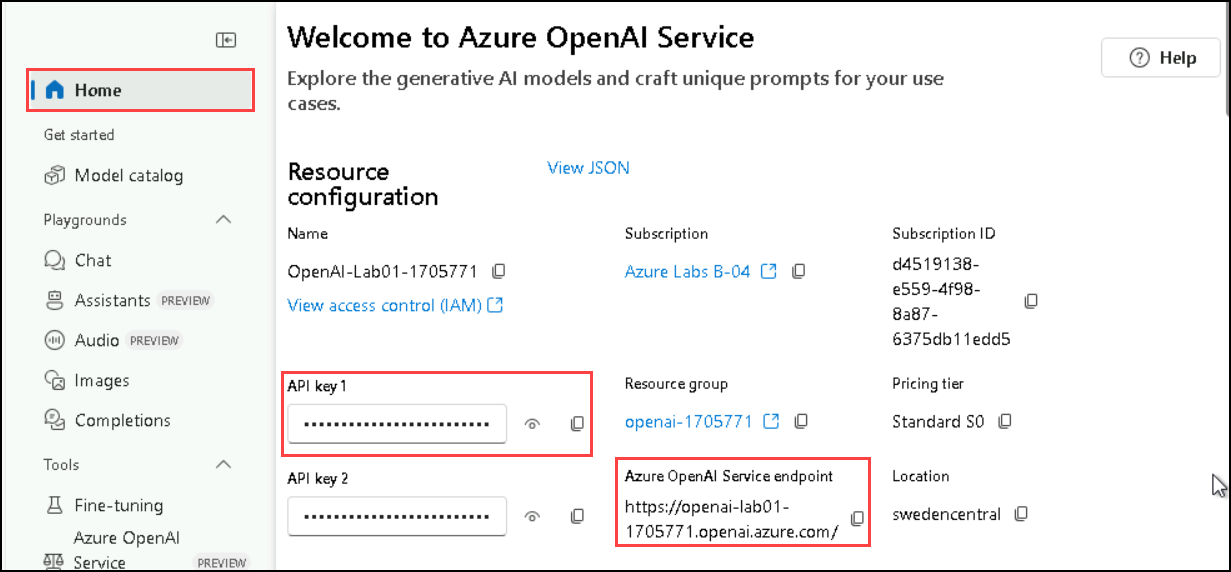 Home
Get started
Model catalog
Playgrounds
Chat
Assistants PREVIEW
Audio PREVIEW
Images
Completions
Tools
Fine-tuning
Azure OpenAI
Service PREVIEW
Welcome to Azure OpenAI Service
Explore the generative AI models and craft unique prompts for your use
cases.
Help
Resource
configuration
View JSON
Name
OpenAI-Lab01-1705771
View access control (IAM)
Subscription
Azure Labs B-04
Subscription ID
d4519138-
e559-4f98-
8a87-
6375db11edd5
API key 1
•••••••••••••••••••••••••
Resource group
openai-1705771
Pricing tier
Standard S0
API key 2
•••••••••••••••••••••••••
Azure OpenAI Service endpoint
https://openai-lab01-
1705771.openai.azure.com/
Location
swedencentral